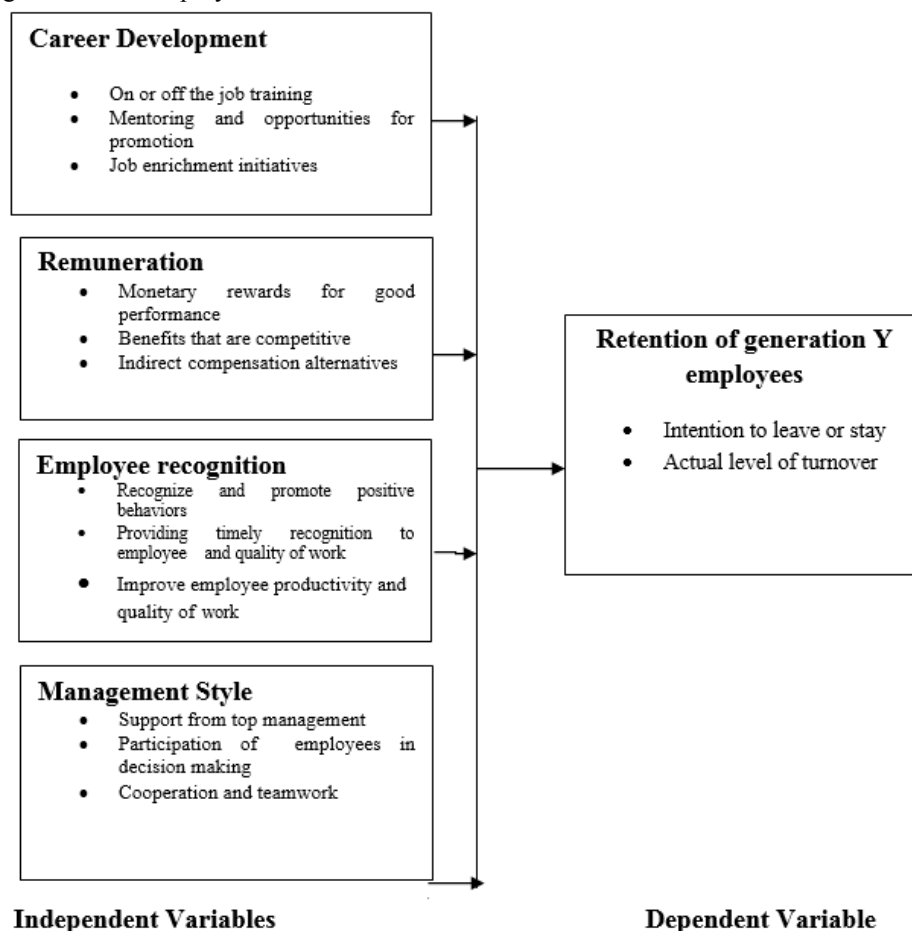 Career Development
• On or off the job training
• Mentoring and opportunities for
promotion
• Job enrichment initiatives
Remuneration
• Monetary rewards for good
performance
• Benefits that are competitive
• Indirect compensation alternatives
Employee recognition
• Recognize and promote positive
behaviors
• Providing timely recognition to
employee and quality of work
• Improve employee productivity and
quality of work
Management Style
• Support from top management
• Participation of employees in
decision making
• Cooperation and teamwork
Retention of generation Y
employees
• Intention to leave or stay
• Actual level of turnover
Independent Variables
Dependent Variable